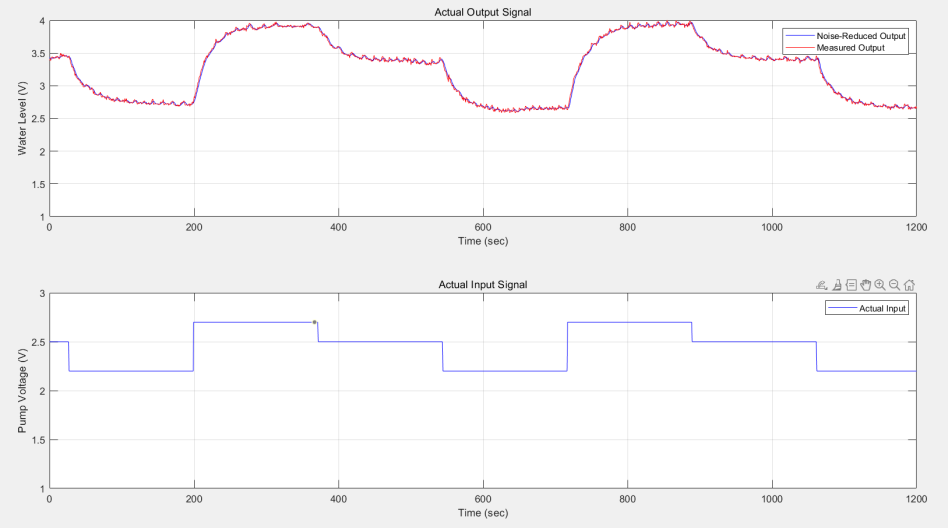 Actual Output Signal
Noise-Reduced Output
Measured Output
Water Level (V)
4
3.5
3
2.5
2
1.5
1
0
200
400
600
800
1000
1200
Time (sec)
Actual Input Signal
Actual Input
Pump Voltage (V)
3
2.5
2
1.5
1
0
200
400
600
800
1000
1200
Time (sec)